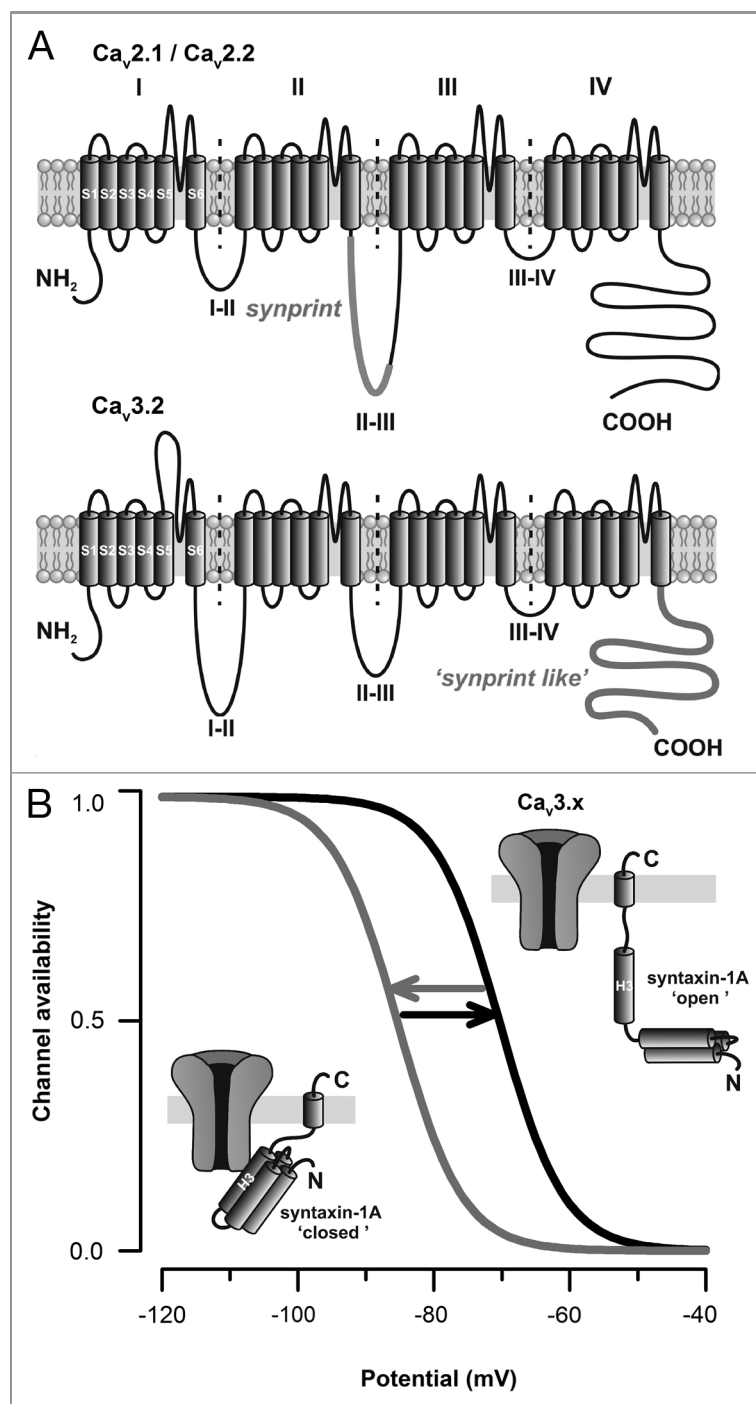 A
Cav2.1 / Cav2.2
I II III IV
S1 S2 S3 S4 S5 S6
NH2
I-II
synprint
III-IV
II-III
COOH
Cav3.2
S1 S2 S3 S4 S5 S6
NH2
III-IV
I-II
II-III
'synprint like'
COOH
B
Cav3.x
Channel availability
1.0
0.5
0.0
C
H3
syntaxin-1A
'open '
N
C
H3
N
syntaxin-1A
'closed '
-120 -100 -80 -60 -40
Potential (mV)